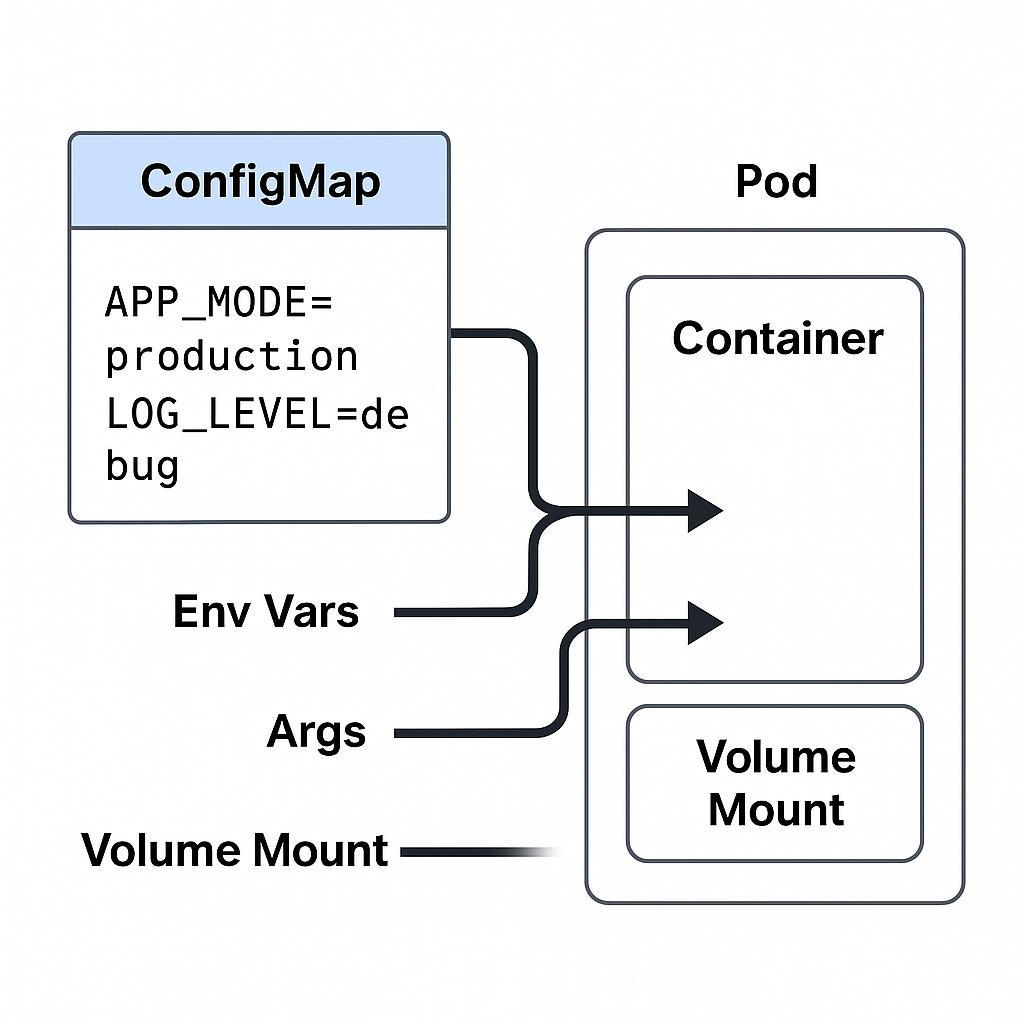 ConfigMap
APP_MODE=
production
LOG_LEVEL=de
bug
Pod
Container
Env Vars
Args
Volume
Mount
Volume Mount